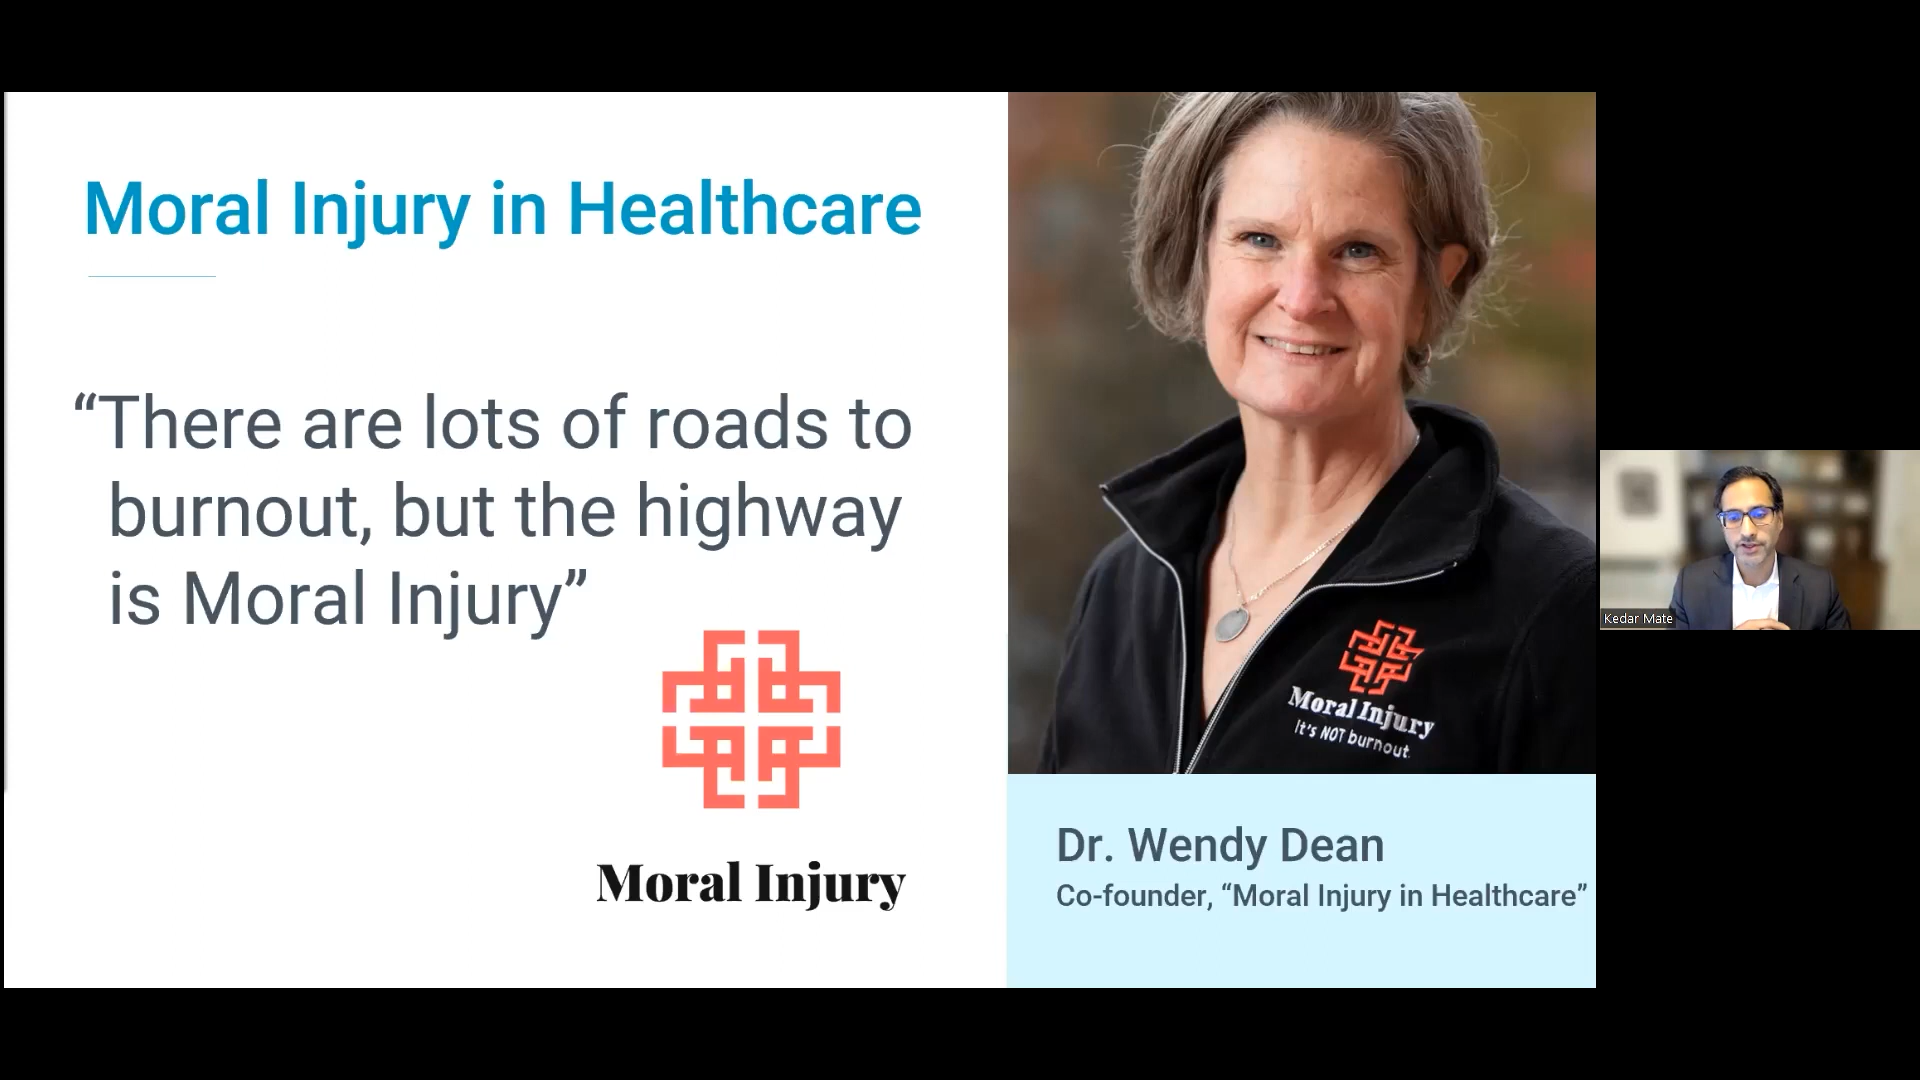 Moral Injury in Healthcare
“There are lots of roads to
burnout, but the highway
is Moral Injury”
Moral Injury
Moral Injury
It's NOT burnout.
Dr. Wendy Dean
Co-founder, “Moral Injury in Healthcare”
Kedar Mate